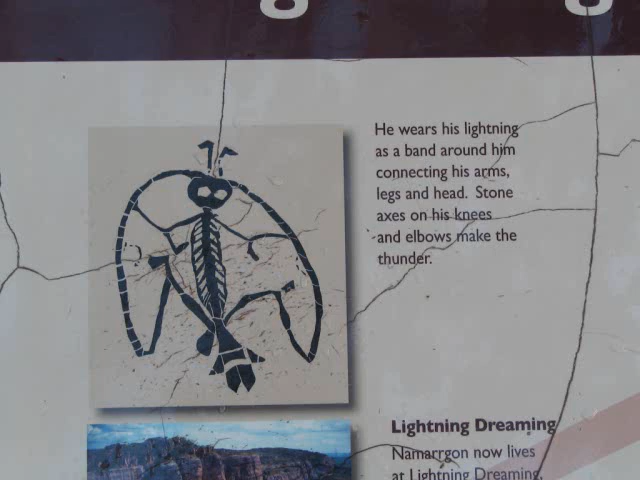 He wears his lightning
as a band around him
connecting his arms,
legs and head. Stone
axes on his knees
and elbows make the
thunder.
Lightning Dreaming
Namarrgon now lives
at Lightning Dreaming,